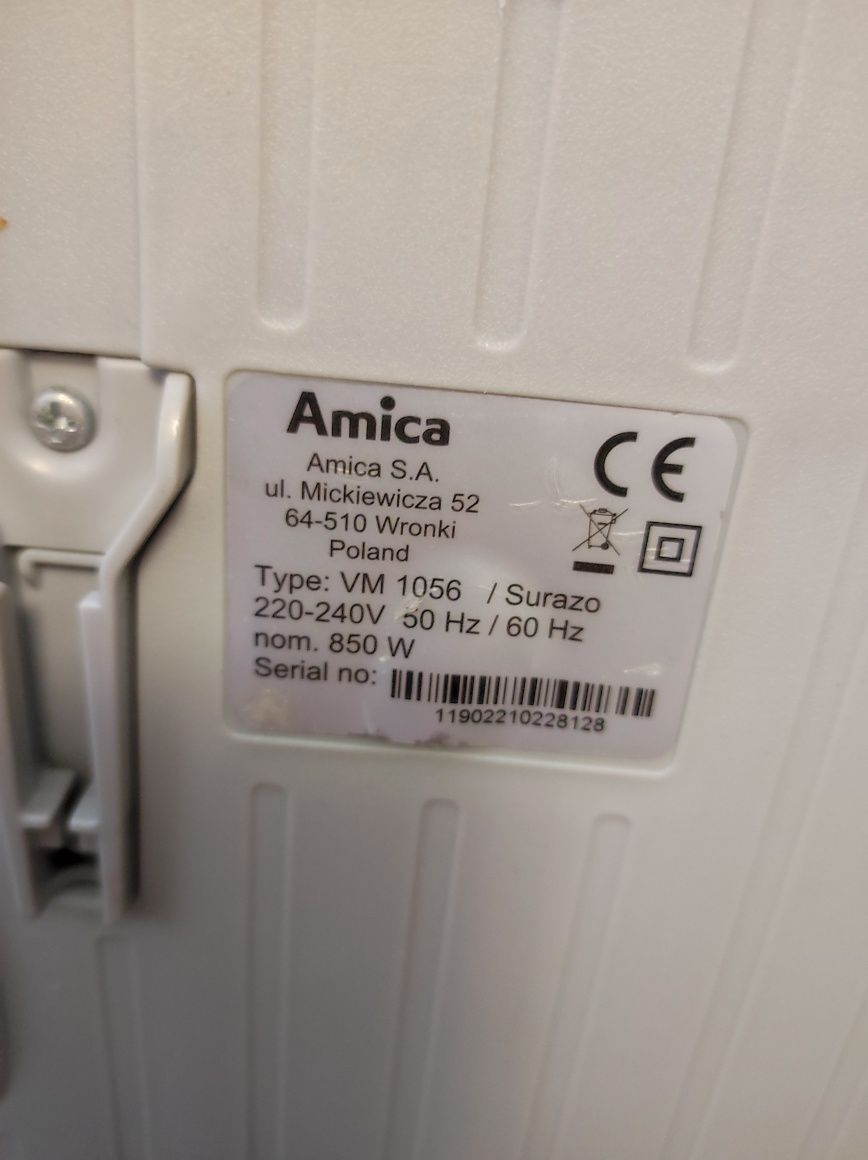 Amica
CE
Amica S.A.
ul. Mickiewicza 52
64-510 Wronki
Poland
Type: VM 1056 / Surazo
220-240V 50 Hz / 60 Hz
nom. 850 W
Serial no:
11902210228128